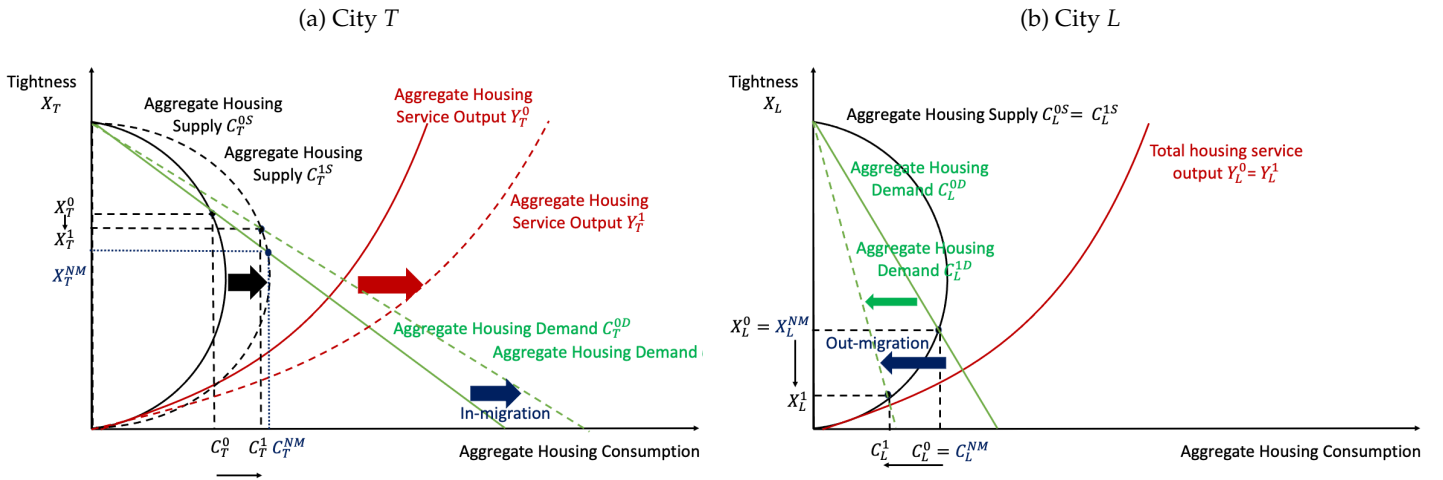 (a) City T
Tightness
X_T
Aggregate Housing
Supply C_T^{0S}
Aggregate Housing
Supply C_T^{1S}
Aggregate Housing
Service Output Y_T^0
Aggregate Housing
Service Output Y_T^1
X_T^0
X_T^1
X_T^{NM}
Aggregate Housing Demand C_T^{0D}
Aggregate Housing Demand
In-migration
C_T^0
C_T^1
C_T^{NM}
Aggregate Housing Consumption
(b) City L
Tightness
X_L
Aggregate Housing Supply C_L^{0S} = C_L^{1S}
Aggregate Housing
Demand C_L^{0D}
Total housing service
output Y_L^0 = Y_L^1
Aggregate Housing
Demand C_L^{1D}
X_L^0 = X_L^{NM}
Out-migration
X_L^1
C_L^1
C_L^0 = C_L^{NM}
Aggregate Housing Consumption